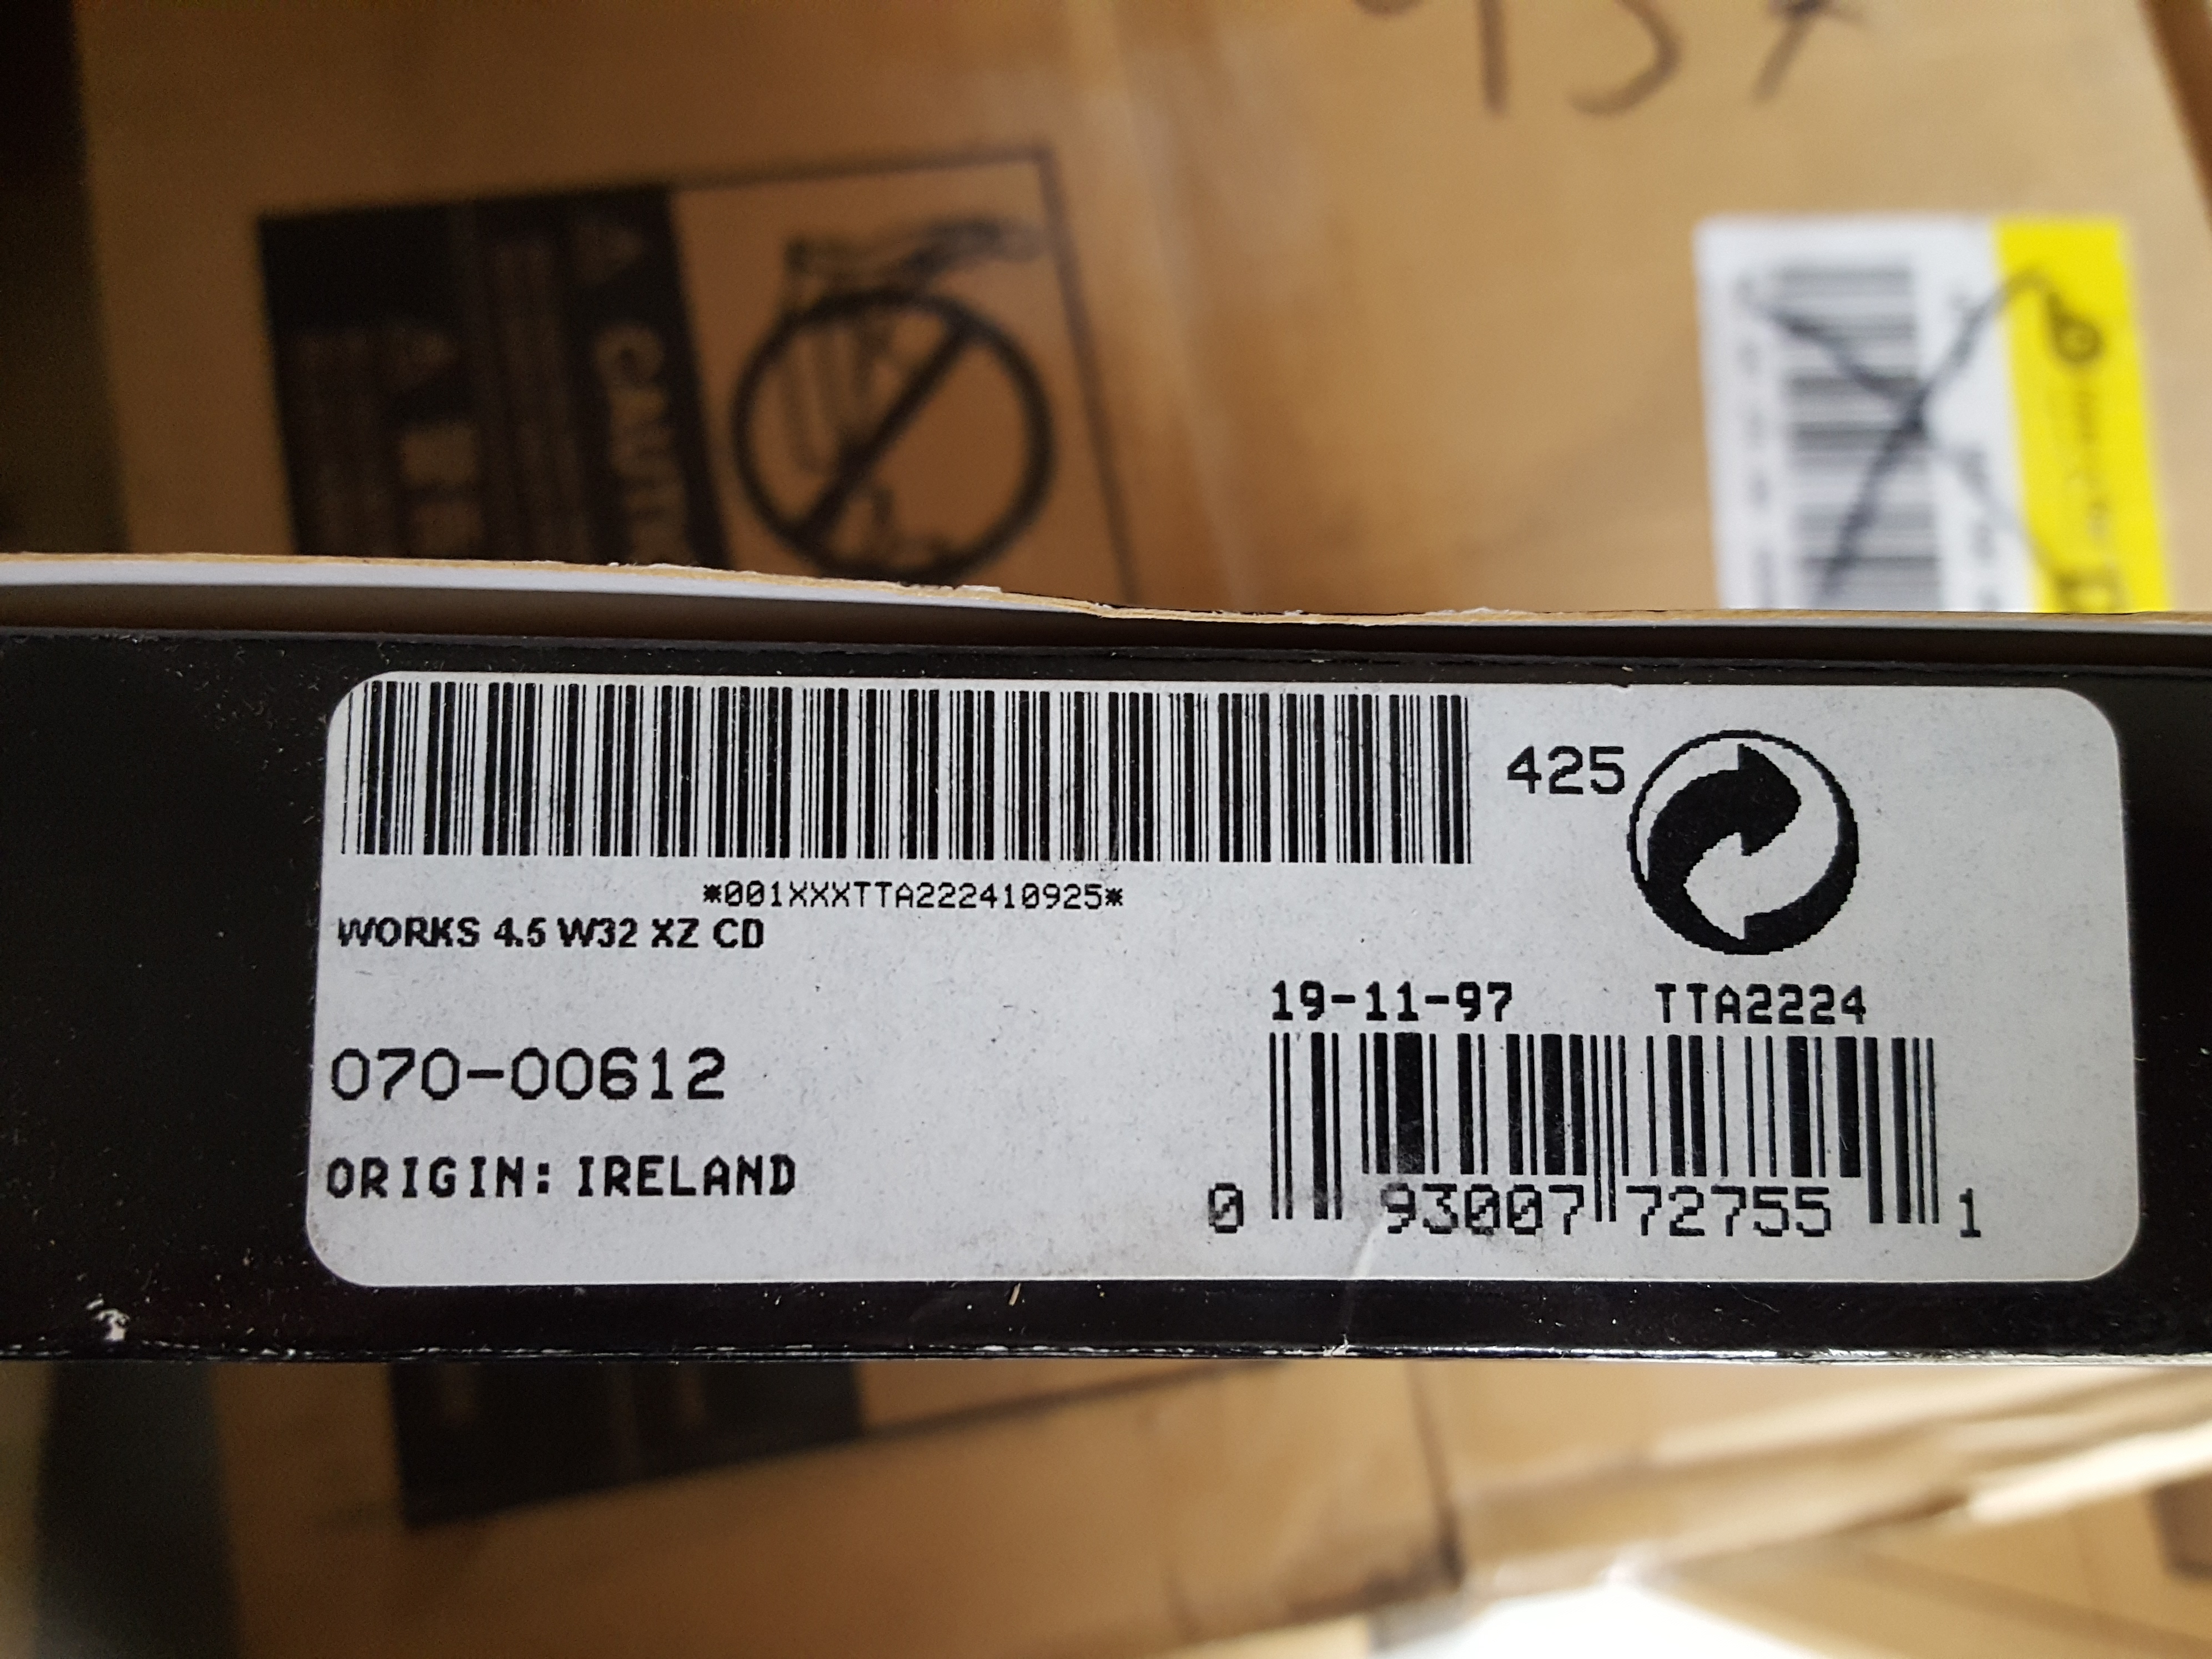 CAUTI
425
*001XXXTTA222410925*
WORKS 4.5 W32 XZ CD
19-11-97 TTA2224
070-00612
ORIGIN: IRELAND
0 93007 72755 1